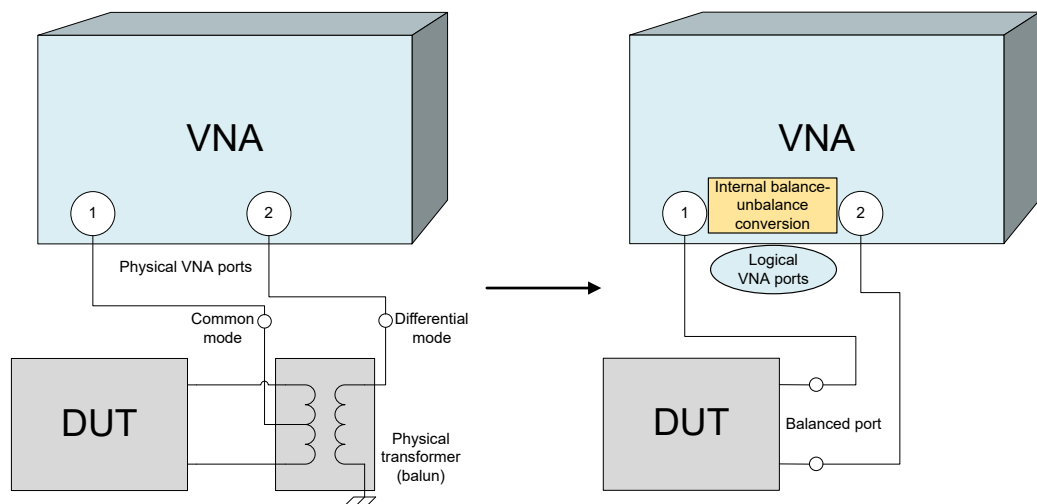 VNA
1
2
Physical VNA ports
Common
mode
Differential
mode
DUT
Physical
transformer
(balun)
VNA
1
Internal balance-
unbalance
conversion
2
Logical
VNA ports
DUT
Balanced port